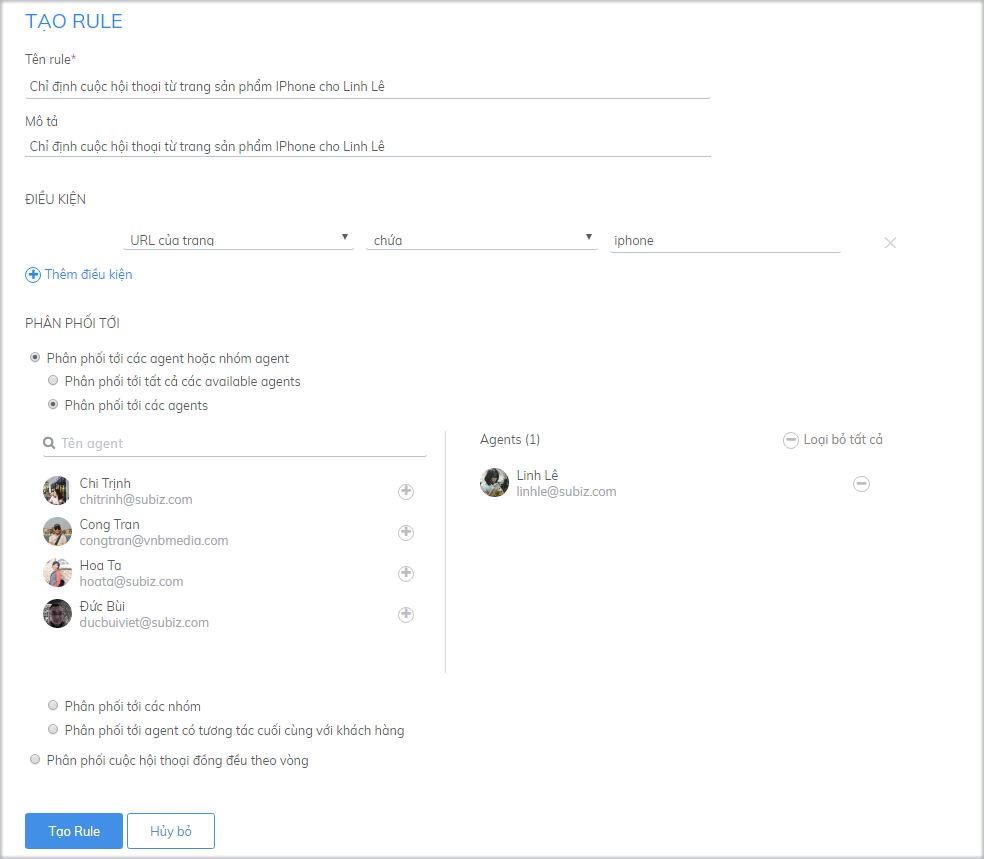 TẠO RULE
Tên rule*
Chỉ định cuộc hội thoại từ trang sản phẩm IPhone cho Linh Lê
Mô tả
Chỉ định cuộc hội thoại từ trang sản phẩm IPhone cho Linh Lê
ĐIỀU KIỆN
URL của trang chứa iphone
Thêm điều kiện
PHÂN PHỐI TỚI
Phân phối tới các agent hoặc nhóm agent
Phân phối tới tất cả các available agents
Phân phối tới các agents
Tên agent
Chi Trịnh
chitrinh@subiz.com
Cong Tran
congtran@vnbmedia.com
Hoa Ta
hoata@subiz.com
Đức Bùi
ducbuiviet@subiz.com
Agents (1) Loại bỏ tất cả
Linh Lê
linhle@subiz.com
Phân phối tới các nhóm
Phân phối tới agent có tương tác cuối cùng với khách hàng
Phân phối cuộc hội thoại đồng đều theo vòng
Tạo Rule Hủy bỏ